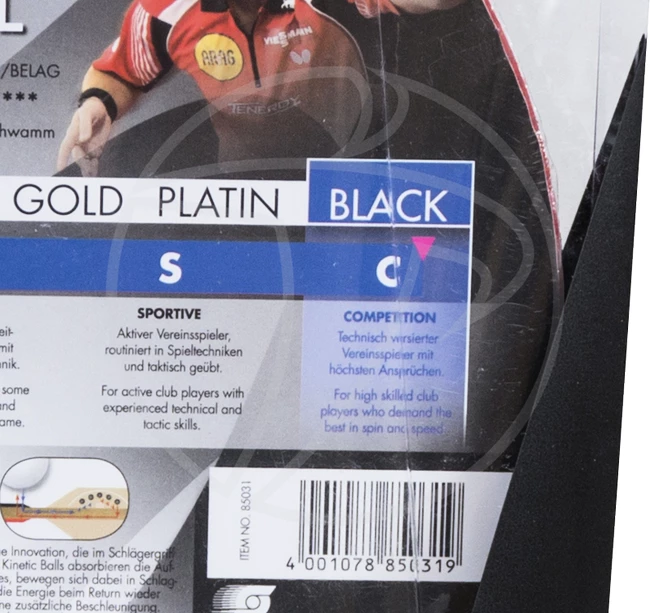 L
/BELAG
***
hwamm
VIESSMANN
ARAG
TENERGY
GOLD PLATIN BLACK
S C
SPORTIVE
Aktiver Vereinsspieler,
routiniert in Spieltechniken
und taktisch geübt.
For active club players with
experienced technical and
tactic skills.
COMPETITION
Technisch versierter
Vereinsspieler mit
höchsten Ansprüchen.
For high skilled club
players who demand the
best in spin and speed.
eit-
mit
nik.
some
and
ame.
ITEM NO. 85031
4 001078 850319
e Innovation, die im Schlägergriff
Kinetic Balls absorbieren die Auf-
es, bewegen sich dabei in Schlag-
die Energie beim Return wieder
ne zusätzliche Beschleunigung.